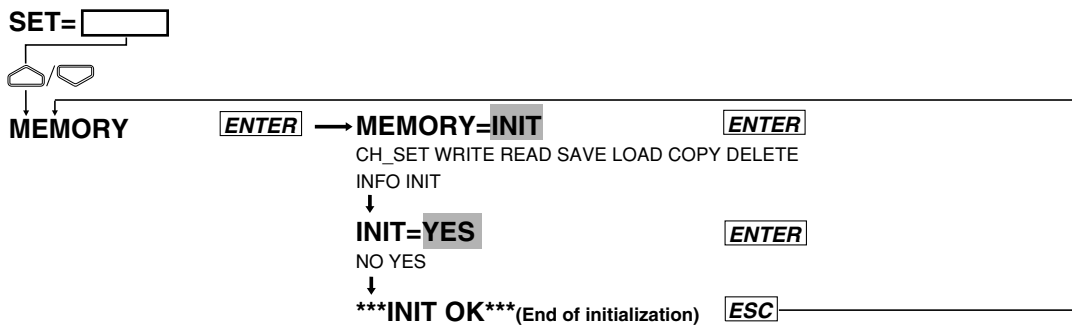 SET=
/
MEMORY ENTER MEMORY=INIT ENTER
CH_SET WRITE READ SAVE LOAD COPY DELETE
INFO INIT
INIT=YES ENTER
NO YES
***INIT OK***(End of initialization) ESC